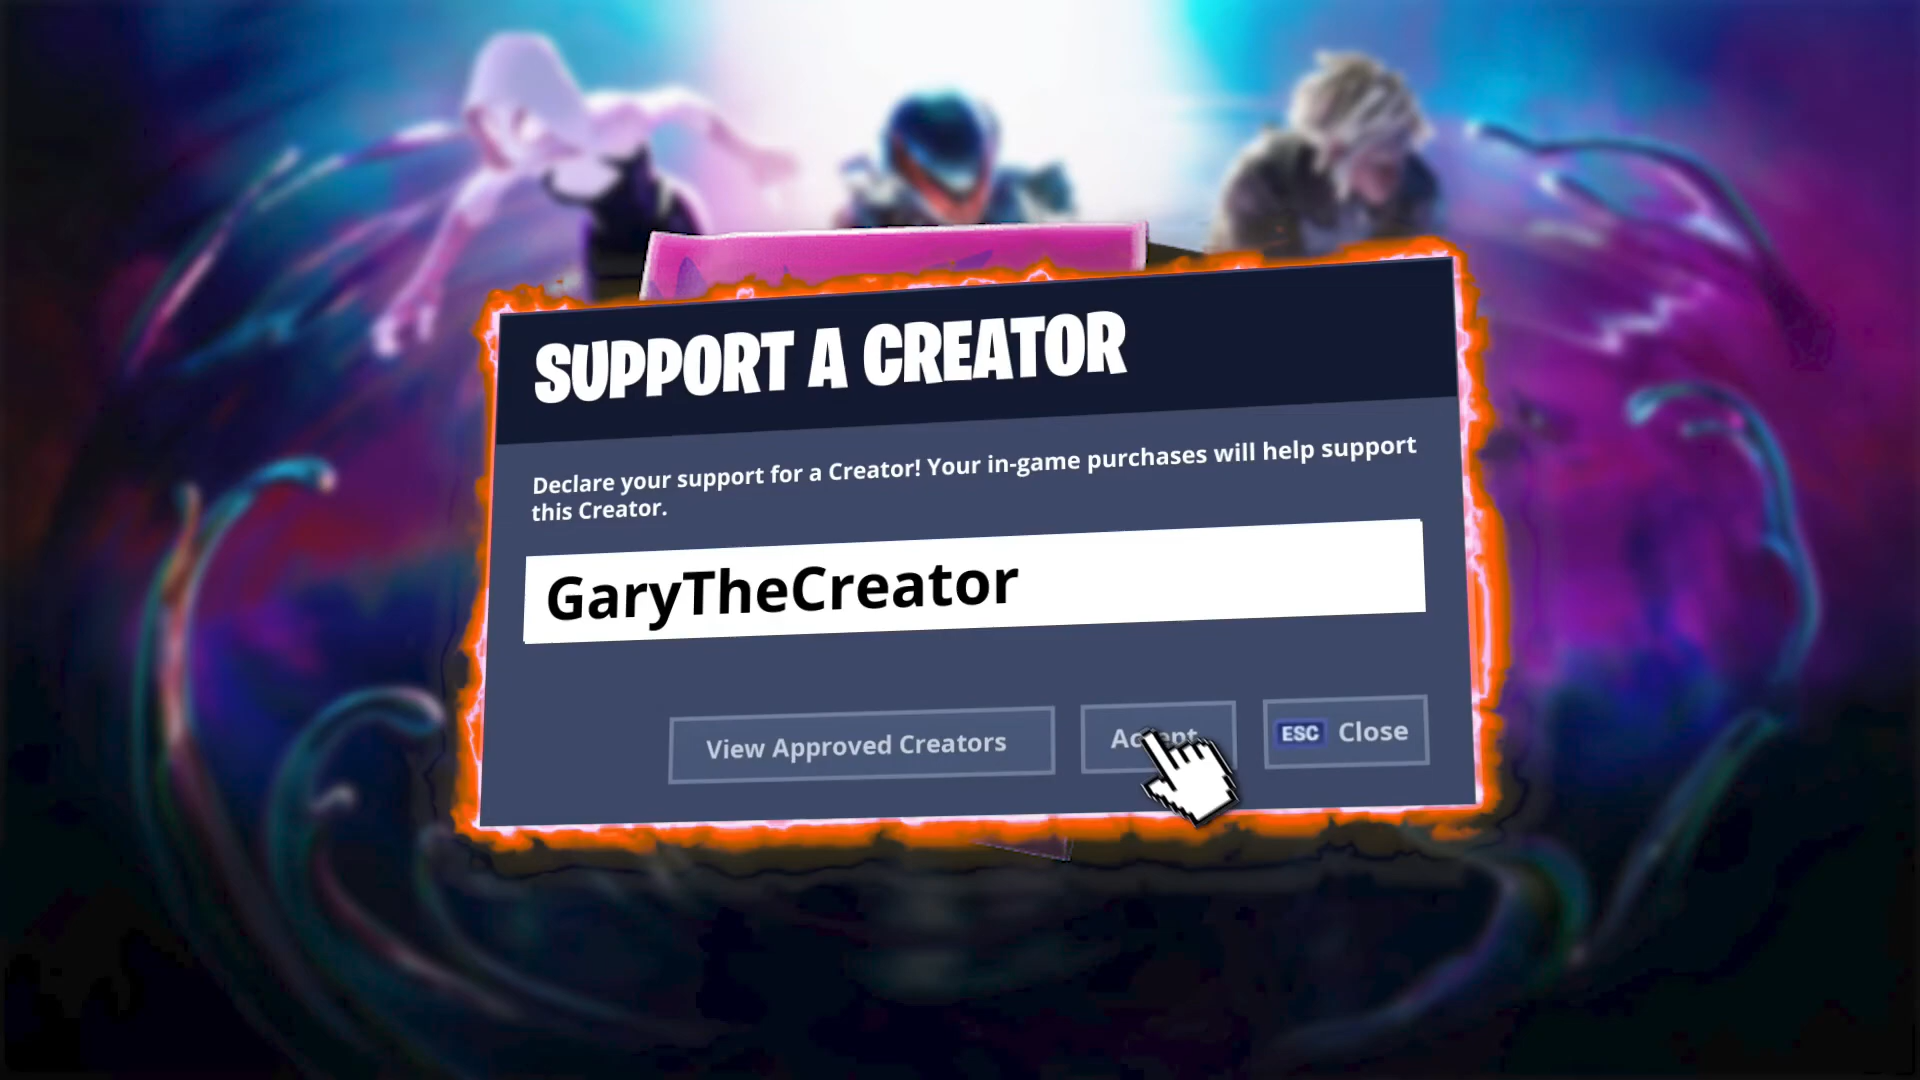 SUPPORT A CREATOR
Declare your support for a Creator! Your in-game purchases will help support
this Creator.
GaryTheCreator
View Approved Creators
Accept
ESC Close